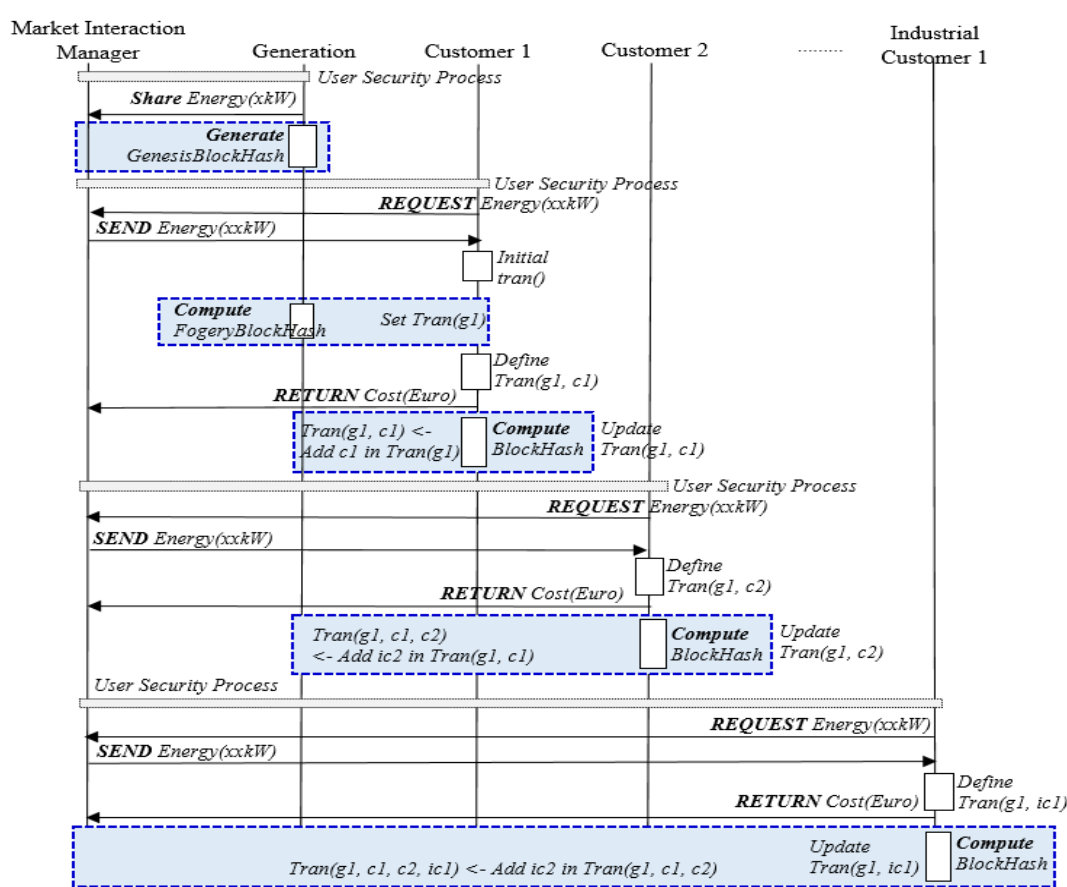 Market Interaction
Manager
Generation
Customer 1
Customer 2
..........
Industrial
Customer 1
User Security Process
Share Energy(xkW)
Generate
GenesisBlockHash
User Security Process
REQUEST Energy(xxkW)
SEND Energy(xxkW)
Initial
tran()
Compute
FogeryBlockHash
Set Tran(g1)
Define
Tran(g1, c1)
RETURN Cost(Euro)
Tran(g1, c1) <-
Add c1 in Tran(g1)
Compute
BlockHash
Update
Tran(g1, c1)
User Security Process
REQUEST Energy(xxkW)
SEND Energy(xxkW)
Define
Tran(g1, c2)
RETURN Cost(Euro)
Tran(g1, c1, c2)
<- Add ic2 in Tran(g1, c1)
Compute
BlockHash
Update
Tran(g1, c2)
User Security Process
REQUEST Energy(xxkW)
SEND Energy(xxkW)
Define
Tran(g1, ic1)
RETURN Cost(Euro)
Update
Tran(g1, ic1)
Compute
BlockHash
Tran(g1, c1, c2, ic1) <- Add ic2 in Tran(g1, c1, c2)